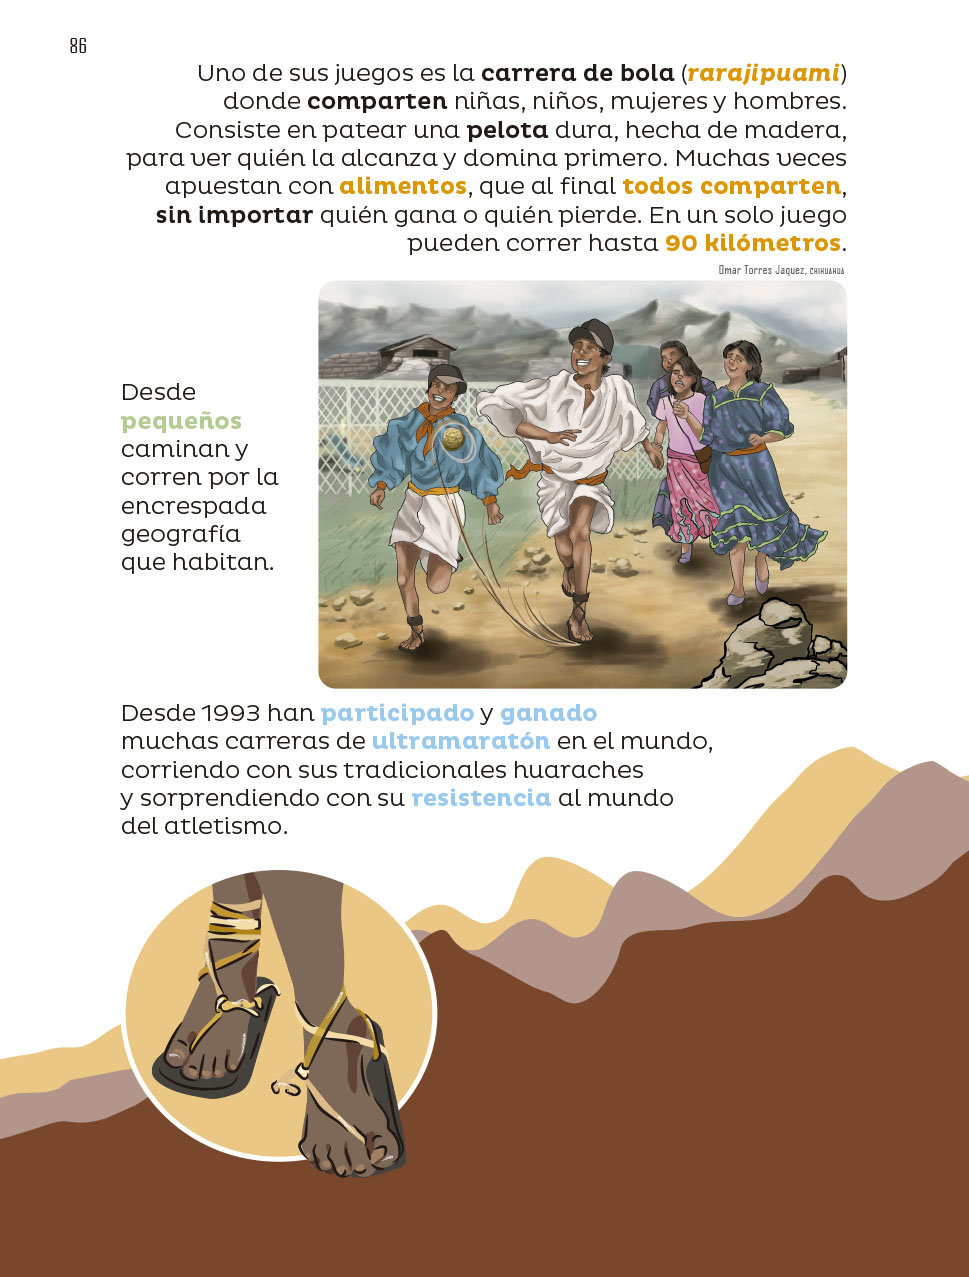 86
Uno de sus juegos es la carrera de bola (rarajipuami)
donde comparten niñas, niños, mujeres y hombres.
Consiste en patear una pelota dura, hecha de madera,
para ver quién la alcanza y domina primero. Muchas veces
apuestan con alimentos, que al final todos comparten,
sin importar quién gana o quién pierde. En un solo juego
pueden correr hasta 90 kilómetros.
Omar Torres Jaquez, CHIHUAHUA
Desde
pequeños
caminan y
corren por la
encrespada
geografía
que habitan.
Desde 1993 han participado y ganado
muchas carreras de ultramaratón en el mundo,
corriendo con sus tradicionales huaraches
y sorprendiendo con su resistencia al mundo
del atletismo.